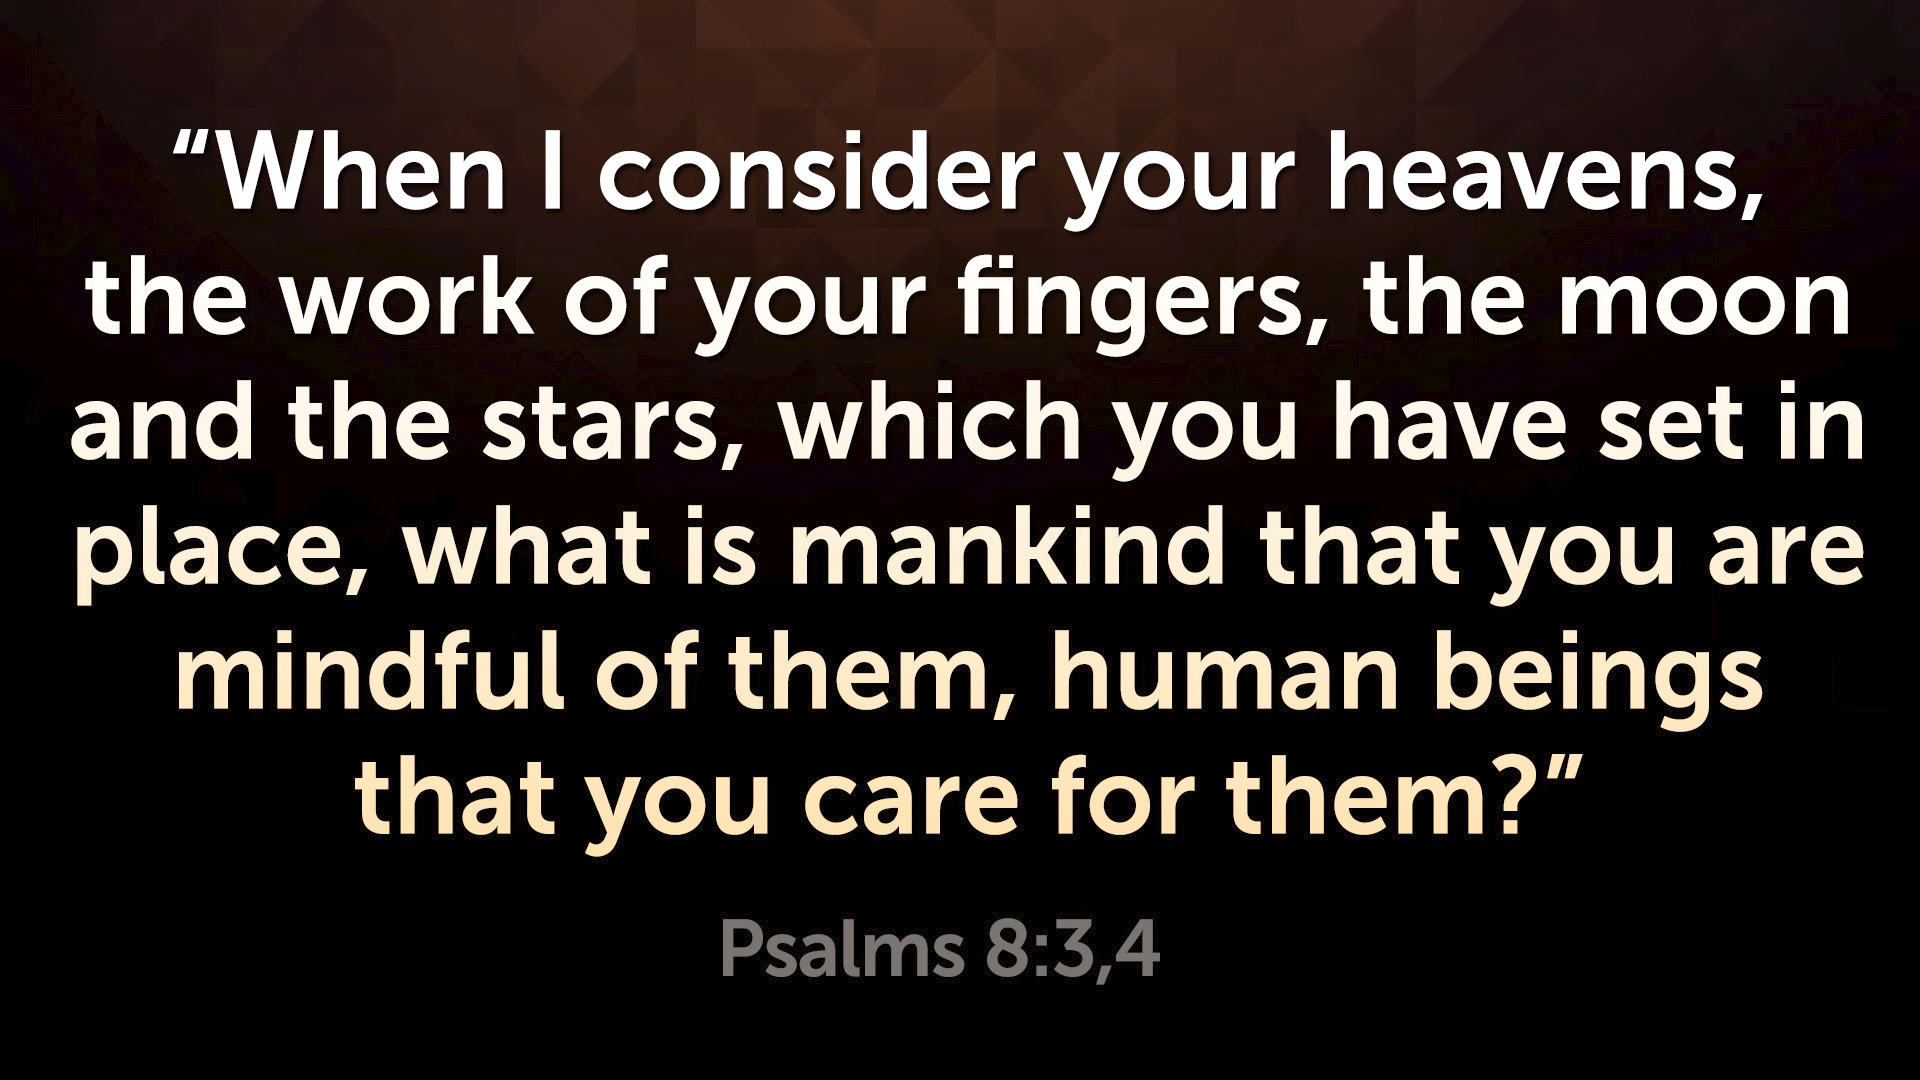 “When I consider your heavens,
the work of your fingers, the moon
and the stars, which you have set in
place, what is mankind that you are
mindful of them, human beings
that you care for them?”
Psalms 8:3,4